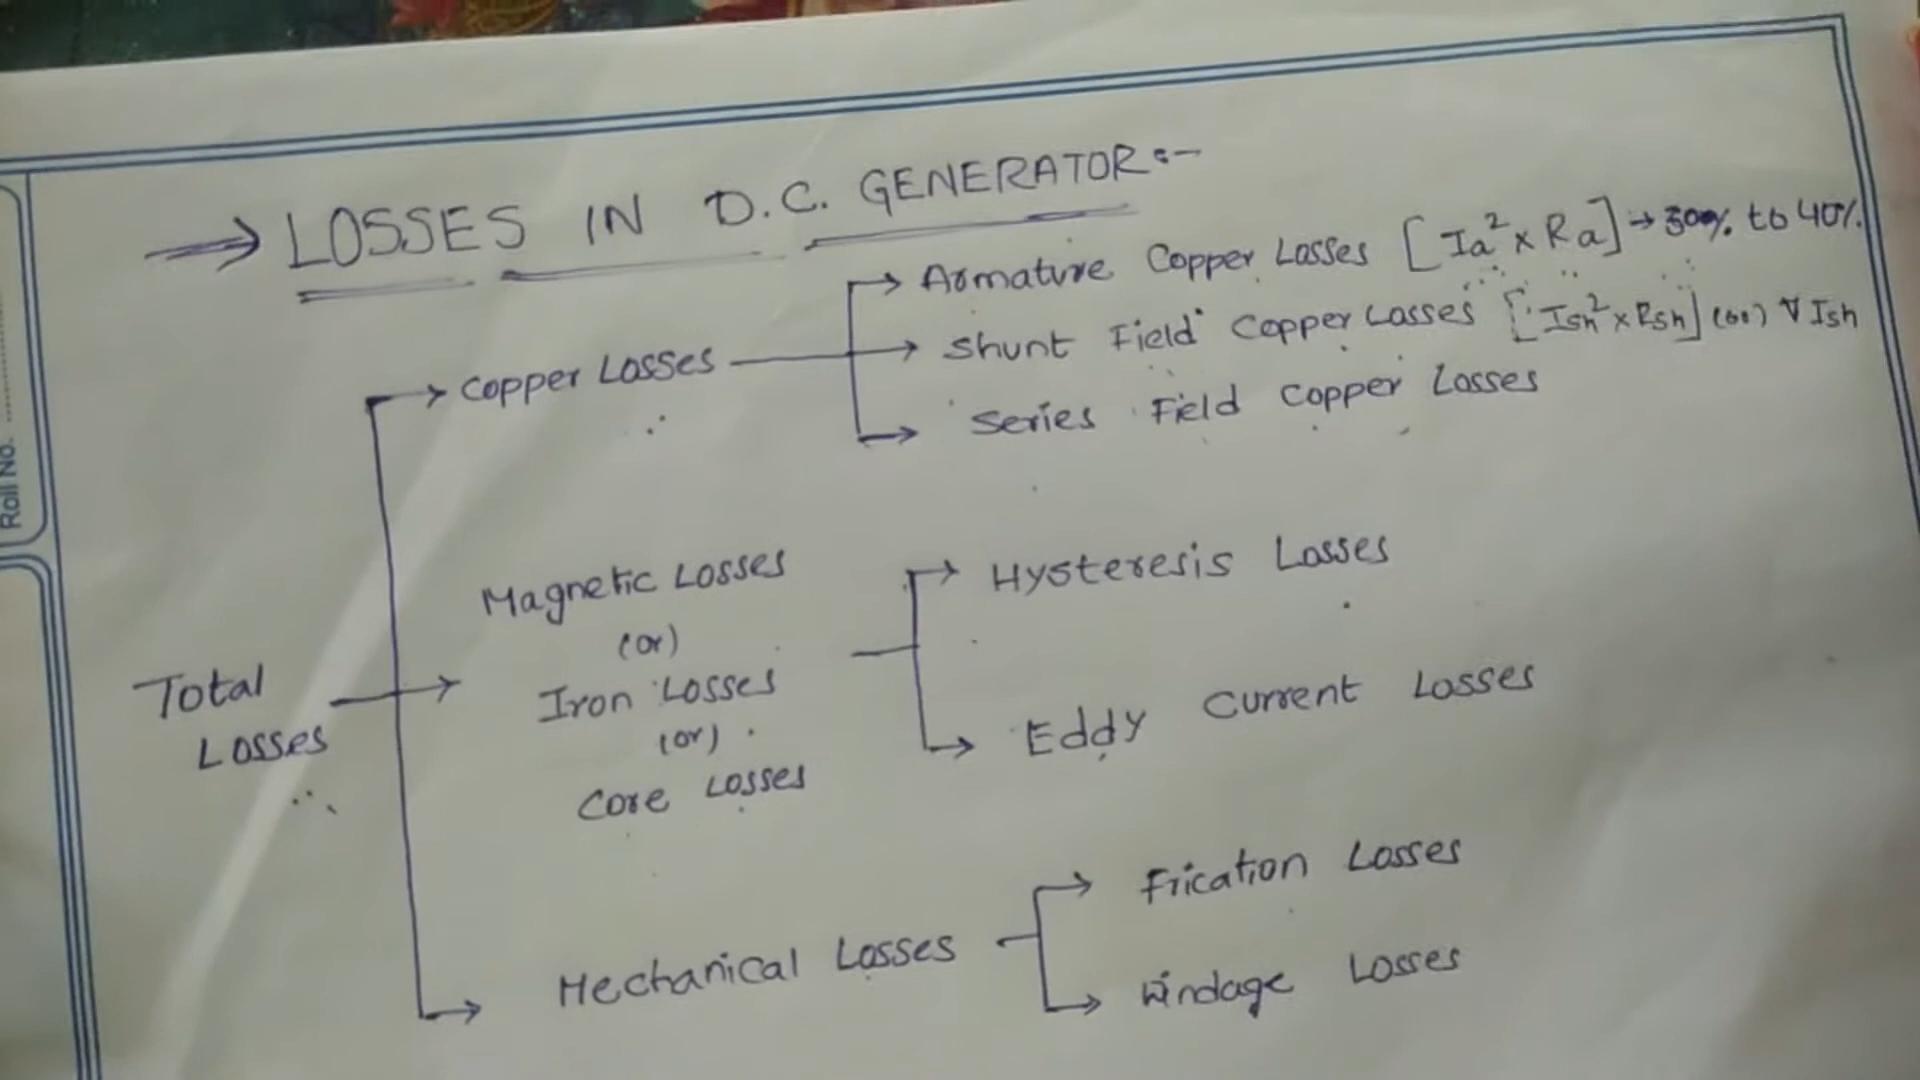 → LOSSES IN D.C. GENERATOR:-
Armature Copper Losses [Ia² × Ra] → 30% to 40%
Shunt Field Copper Losses [Ish² × Rsh] (or) V Ish
Copper Losses
Series Field Copper Losses
Roll No.
Magnetic Losses
(or)
Iron Losses
(or)
Core Losses
Hysteresis Losses
Eddy Current Losses
Total
Losses
Frication Losses
Mechanical Losses
Windage Losses